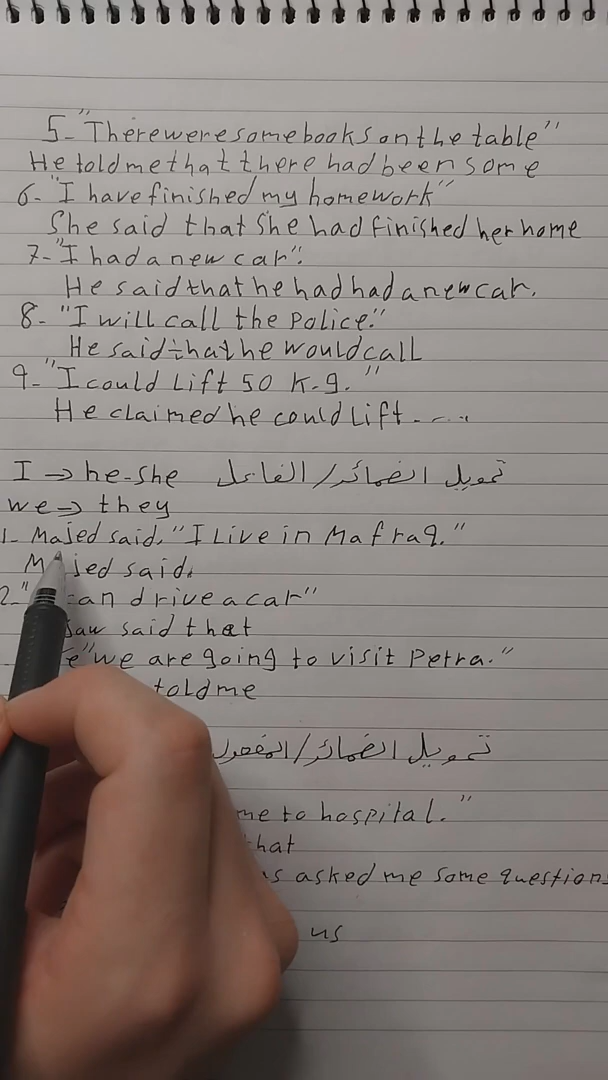 5- "There were some books on the table"
He told me that there had been some
6- "I have finished my homework"
She said that she had finished her home
7- "I had a new car".
He said that he had had a new car.
8- "I will call the police."
He said that he would call
9- "I could Lift 50 K.g."
He claimed he could Lift - - - -
I → he-she تحويل الضمائر/الفاعل
we → they
1- Majed said, "I Live in Mafraq."
said,
2- drive a car"
said that
"we are going to visit Petra."
told me
تحويل الضمائر/المفعول
me to hospital."
that
asked me some questions
us